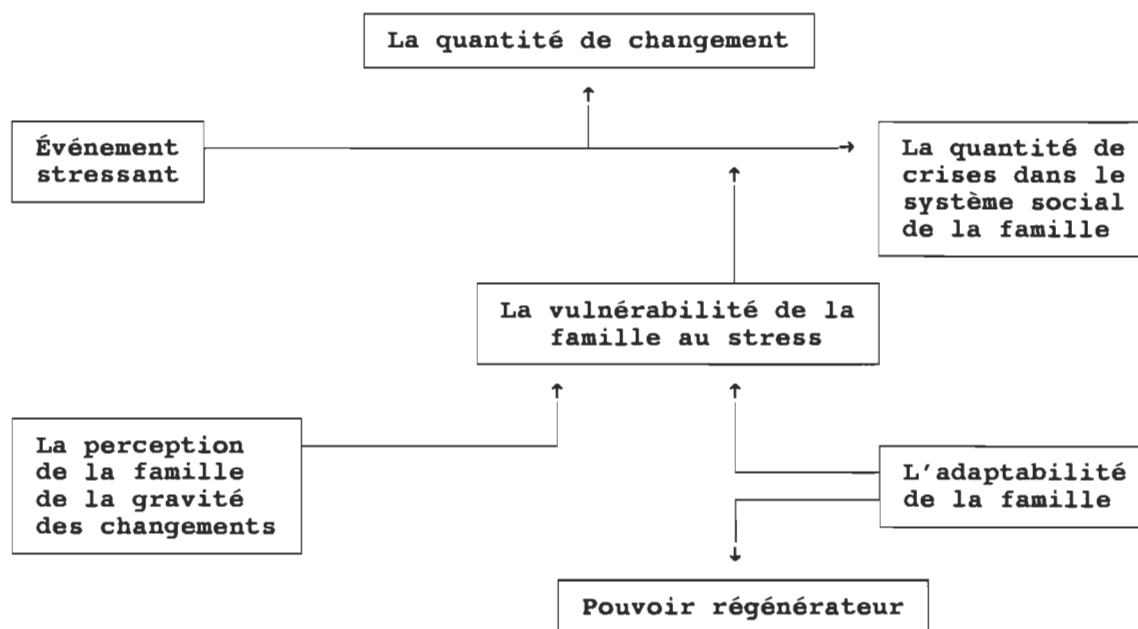 La quantité de changement
Événement
stressant
La quantité de
crises dans le
système social
de la famille
La vulnérabilité de la
famille au stress
La perception
de la famille
de la gravité
des changements
L'adaptabilité
de la famille
Pouvoir régénérateur